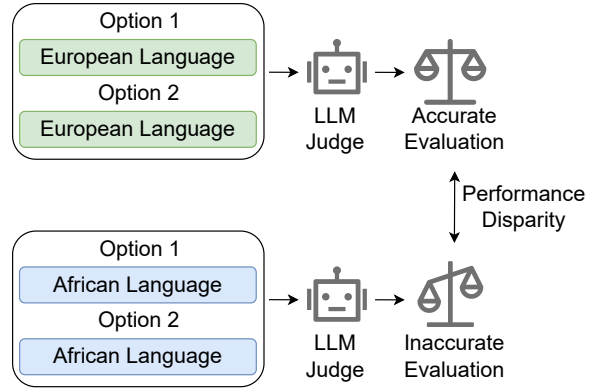 Option 1
European Language
Option 2
European Language
LLM
Judge
Accurate
Evaluation
Performance
Disparity
Option 1
African Language
Option 2
African Language
LLM
Judge
Inaccurate
Evaluation